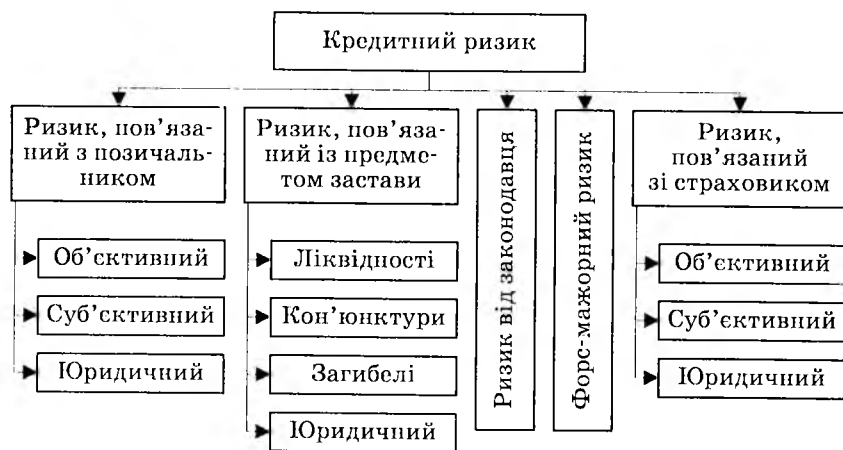 Кредитний ризик
Ризик, пов’яза-
ний з позичаль-
ником
Об’єктивний
Суб’єктивний
Юридичний
Ризик, пов’яза-
ний із предме-
том застави
Ліквідності
Кон’юнктури
Загибелі
Юридичний
Ризик від законодавця
Форс-мажорний ризик
Ризик,
пов’язаний
зі страховиком
Об’єктивний
Суб’єктивний
Юридичний